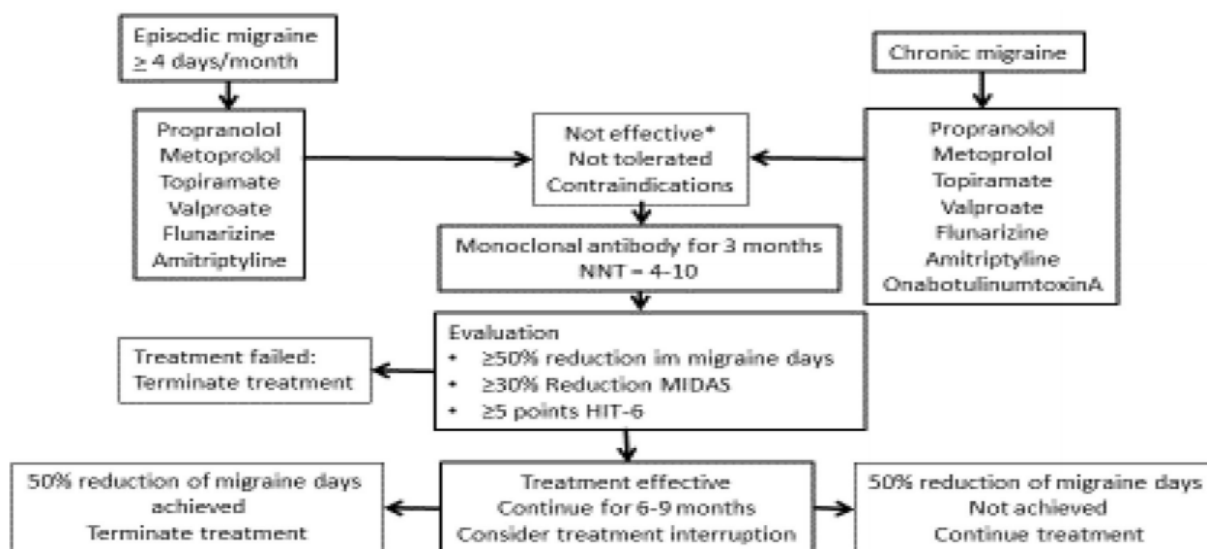 Episodic migraine
≥ 4 days/month
Chronic migraine
Propranolol
Metoprolol
Topiramate
Valproate
Flunarizine
Amitriptyline
Not effective*
Not tolerated
Contraindications
Propranolol
Metoprolol
Topiramate
Valproate
Flunarizine
Amitriptyline
OnabotulinumtoxinA
Monoclonal antibody for 3 months
NNT = 4-10
Evaluation
• ≥50% reduction im migraine days
• ≥30% Reduction MIDAS
• ≥5 points HIT-6
Treatment failed:
Terminate treatment
50% reduction of migraine days
achieved
Terminate treatment
Treatment effective
Continue for 6-9 months
Consider treatment interruption
50% reduction of migraine days
Not achieved
Continue treatment